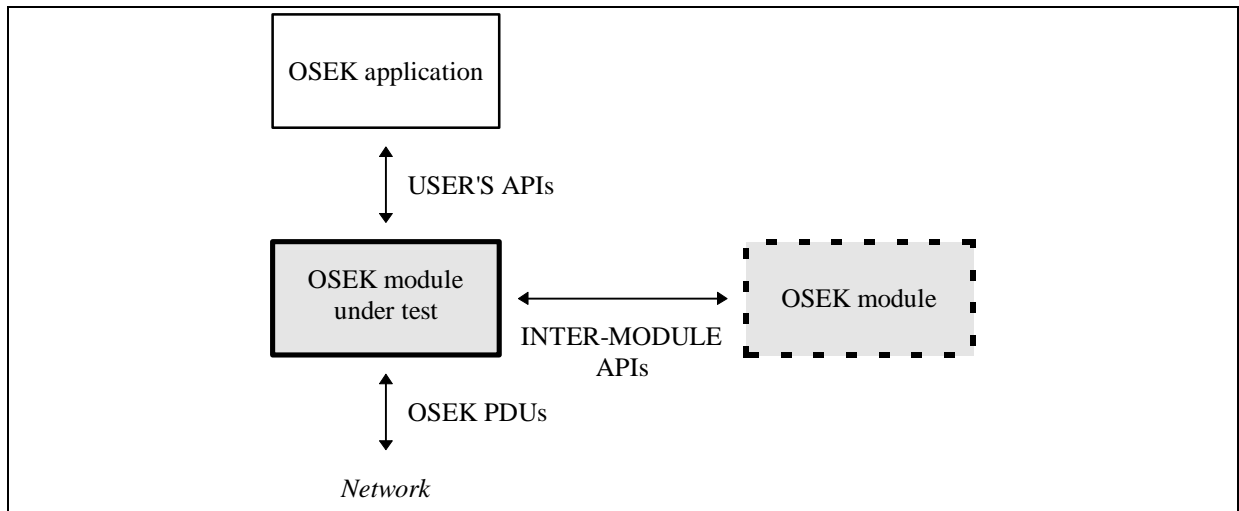 OSEK application
USER'S APIs
OSEK module
under test
OSEK module
INTER-MODULE
APIs
OSEK PDUs
Network